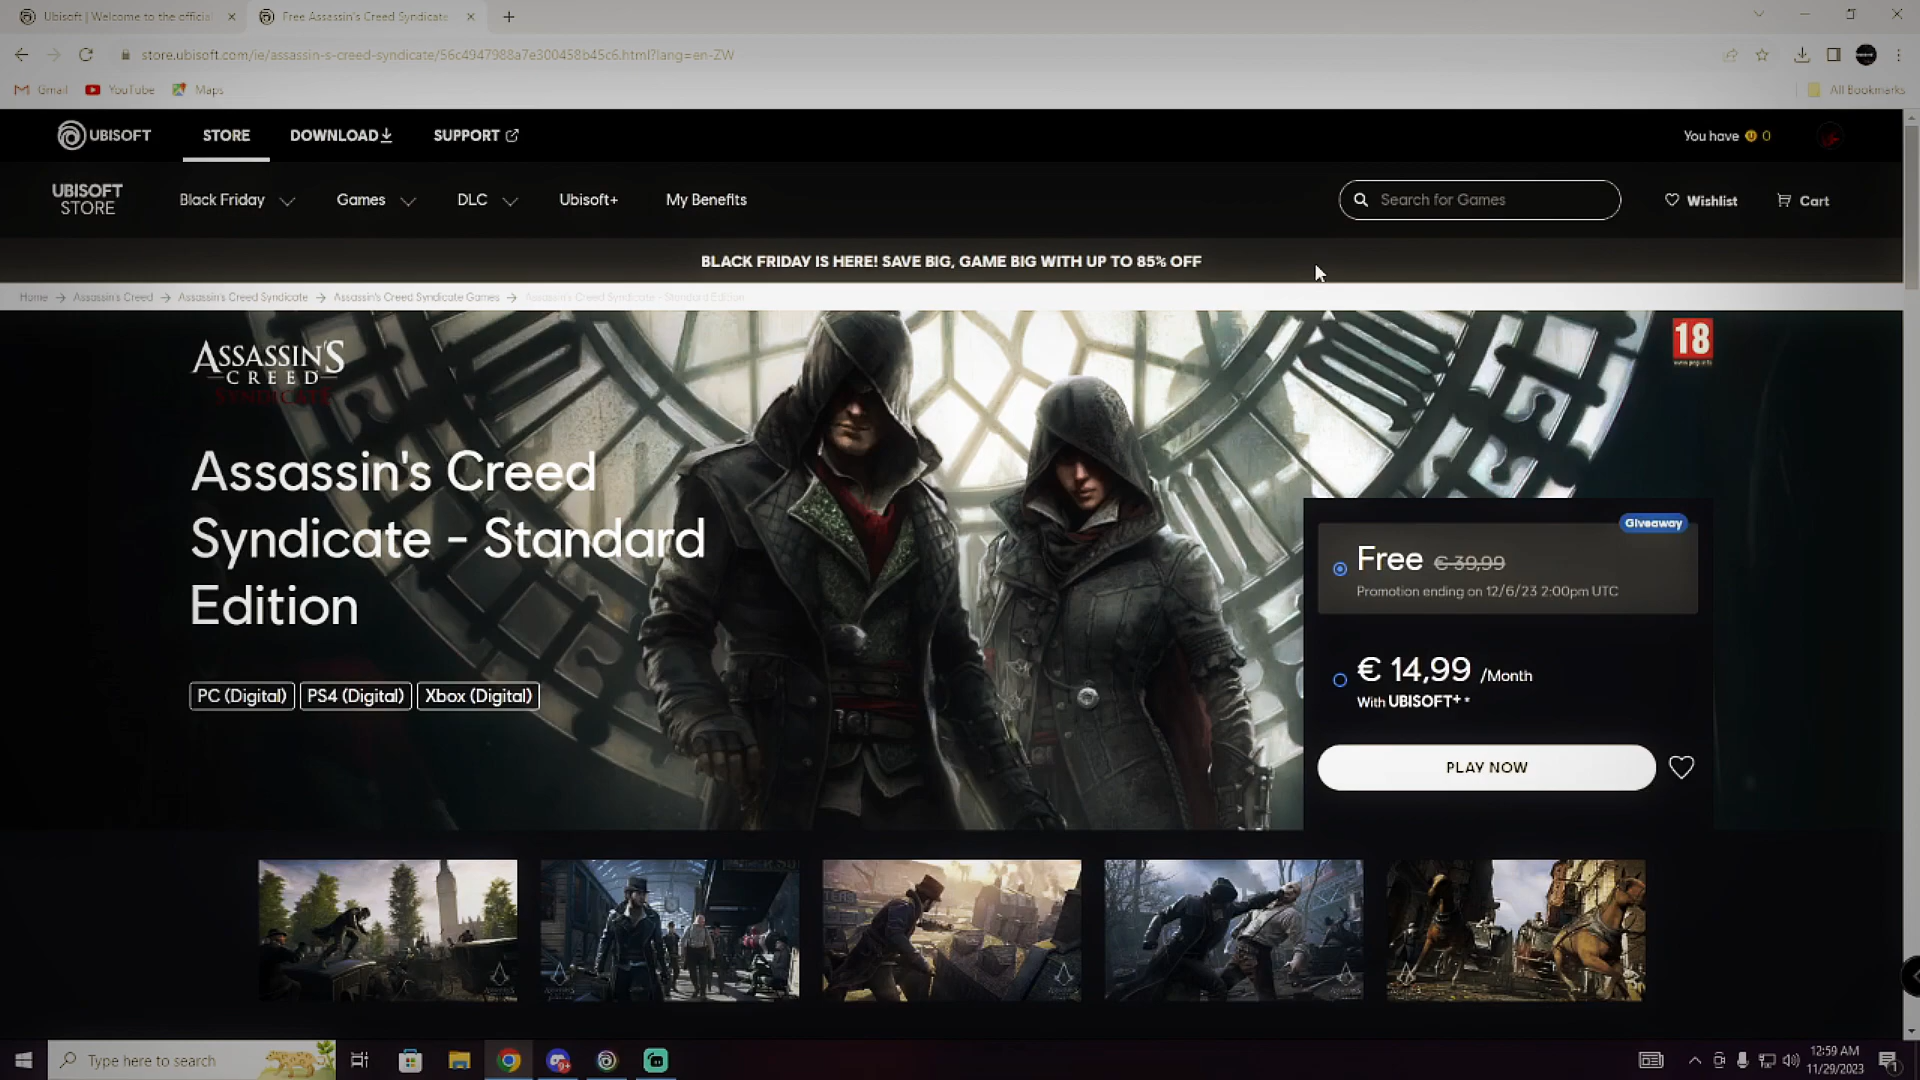 Ubisoft | Welcome to the official
Free Assassin's Creed Syndicate
store.ubisoft.com/ie/assassin-s-creed-syndicate/56c4947988a7e300458b45c6.html?lang=en-ZW
Gmail
YouTube
Maps
All Bookmarks
UBISOFT
STORE
DOWNLOAD
SUPPORT
You have 0
UBISOFT
STORE
Black Friday
Games
DLC
Ubisoft+
My Benefits
Search for Games
Wishlist
Cart
BLACK FRIDAY IS HERE! SAVE BIG, GAME BIG WITH UP TO 85% OFF
Home → Assassin's Creed → Assassin's Creed Syndicate → Assassin's Creed Syndicate Games → Assassin's Creed Syndicate - Standard Edition
ASSASSIN'S
CREED
SYNDICATE
18
Assassin's Creed
Syndicate - Standard
Edition
PC (Digital)
PS4 (Digital)
Xbox (Digital)
Giveaway
Free € 39,99
Promotion ending on 12/6/23 2:00pm UTC
€ 14,99 /Month
With UBISOFT+ *
PLAY NOW
Type here to search
9+
12:59 AM
11/29/2023
1